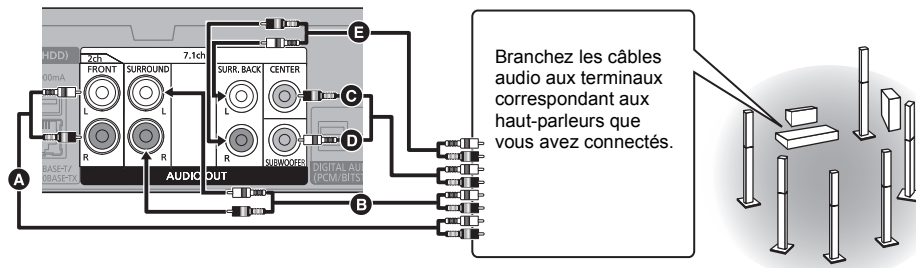 HDD)
2ch
7.1ch
FRONT
SURROUND
SURR. BACK
CENTER
L
L
L
R
R
R
SUBWOOFER
AUDIO OUT
DIGITAL AU
(PCM/BITST
BASE-T/
0BASE-TX
A
B
C
D
E
Branchez les câbles
audio aux terminaux
correspondant aux
haut-parleurs que
vous avez connectés.